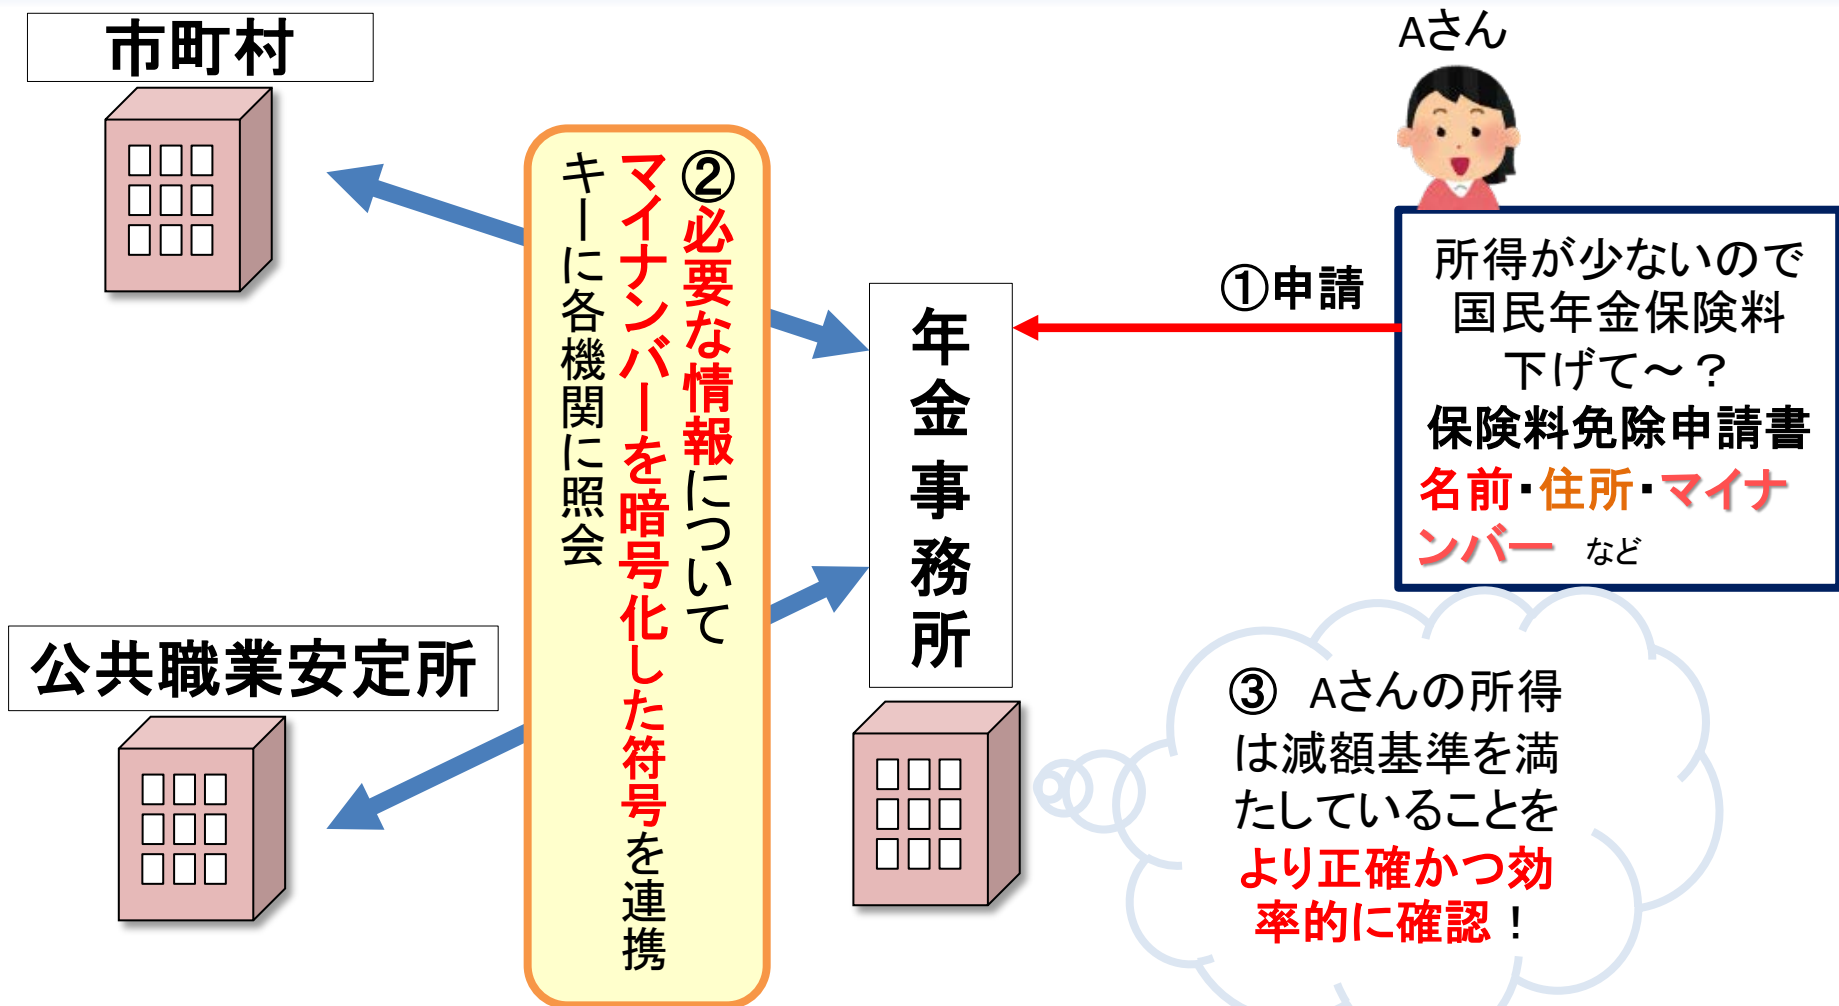 市町村
Aさん
②必要な情報について
マイナンバーを暗号化した符号を連携
キーに各機関に照会
①申請
所得が少ないので
国民年金保険料
下げて～？
保険料免除申請書
名前・住所・マイナ
ンバー　など
年金事務所
公共職業安定所
③　Aさんの所得
は減額基準を満
たしていることを
より正確かつ効
率的に確認！